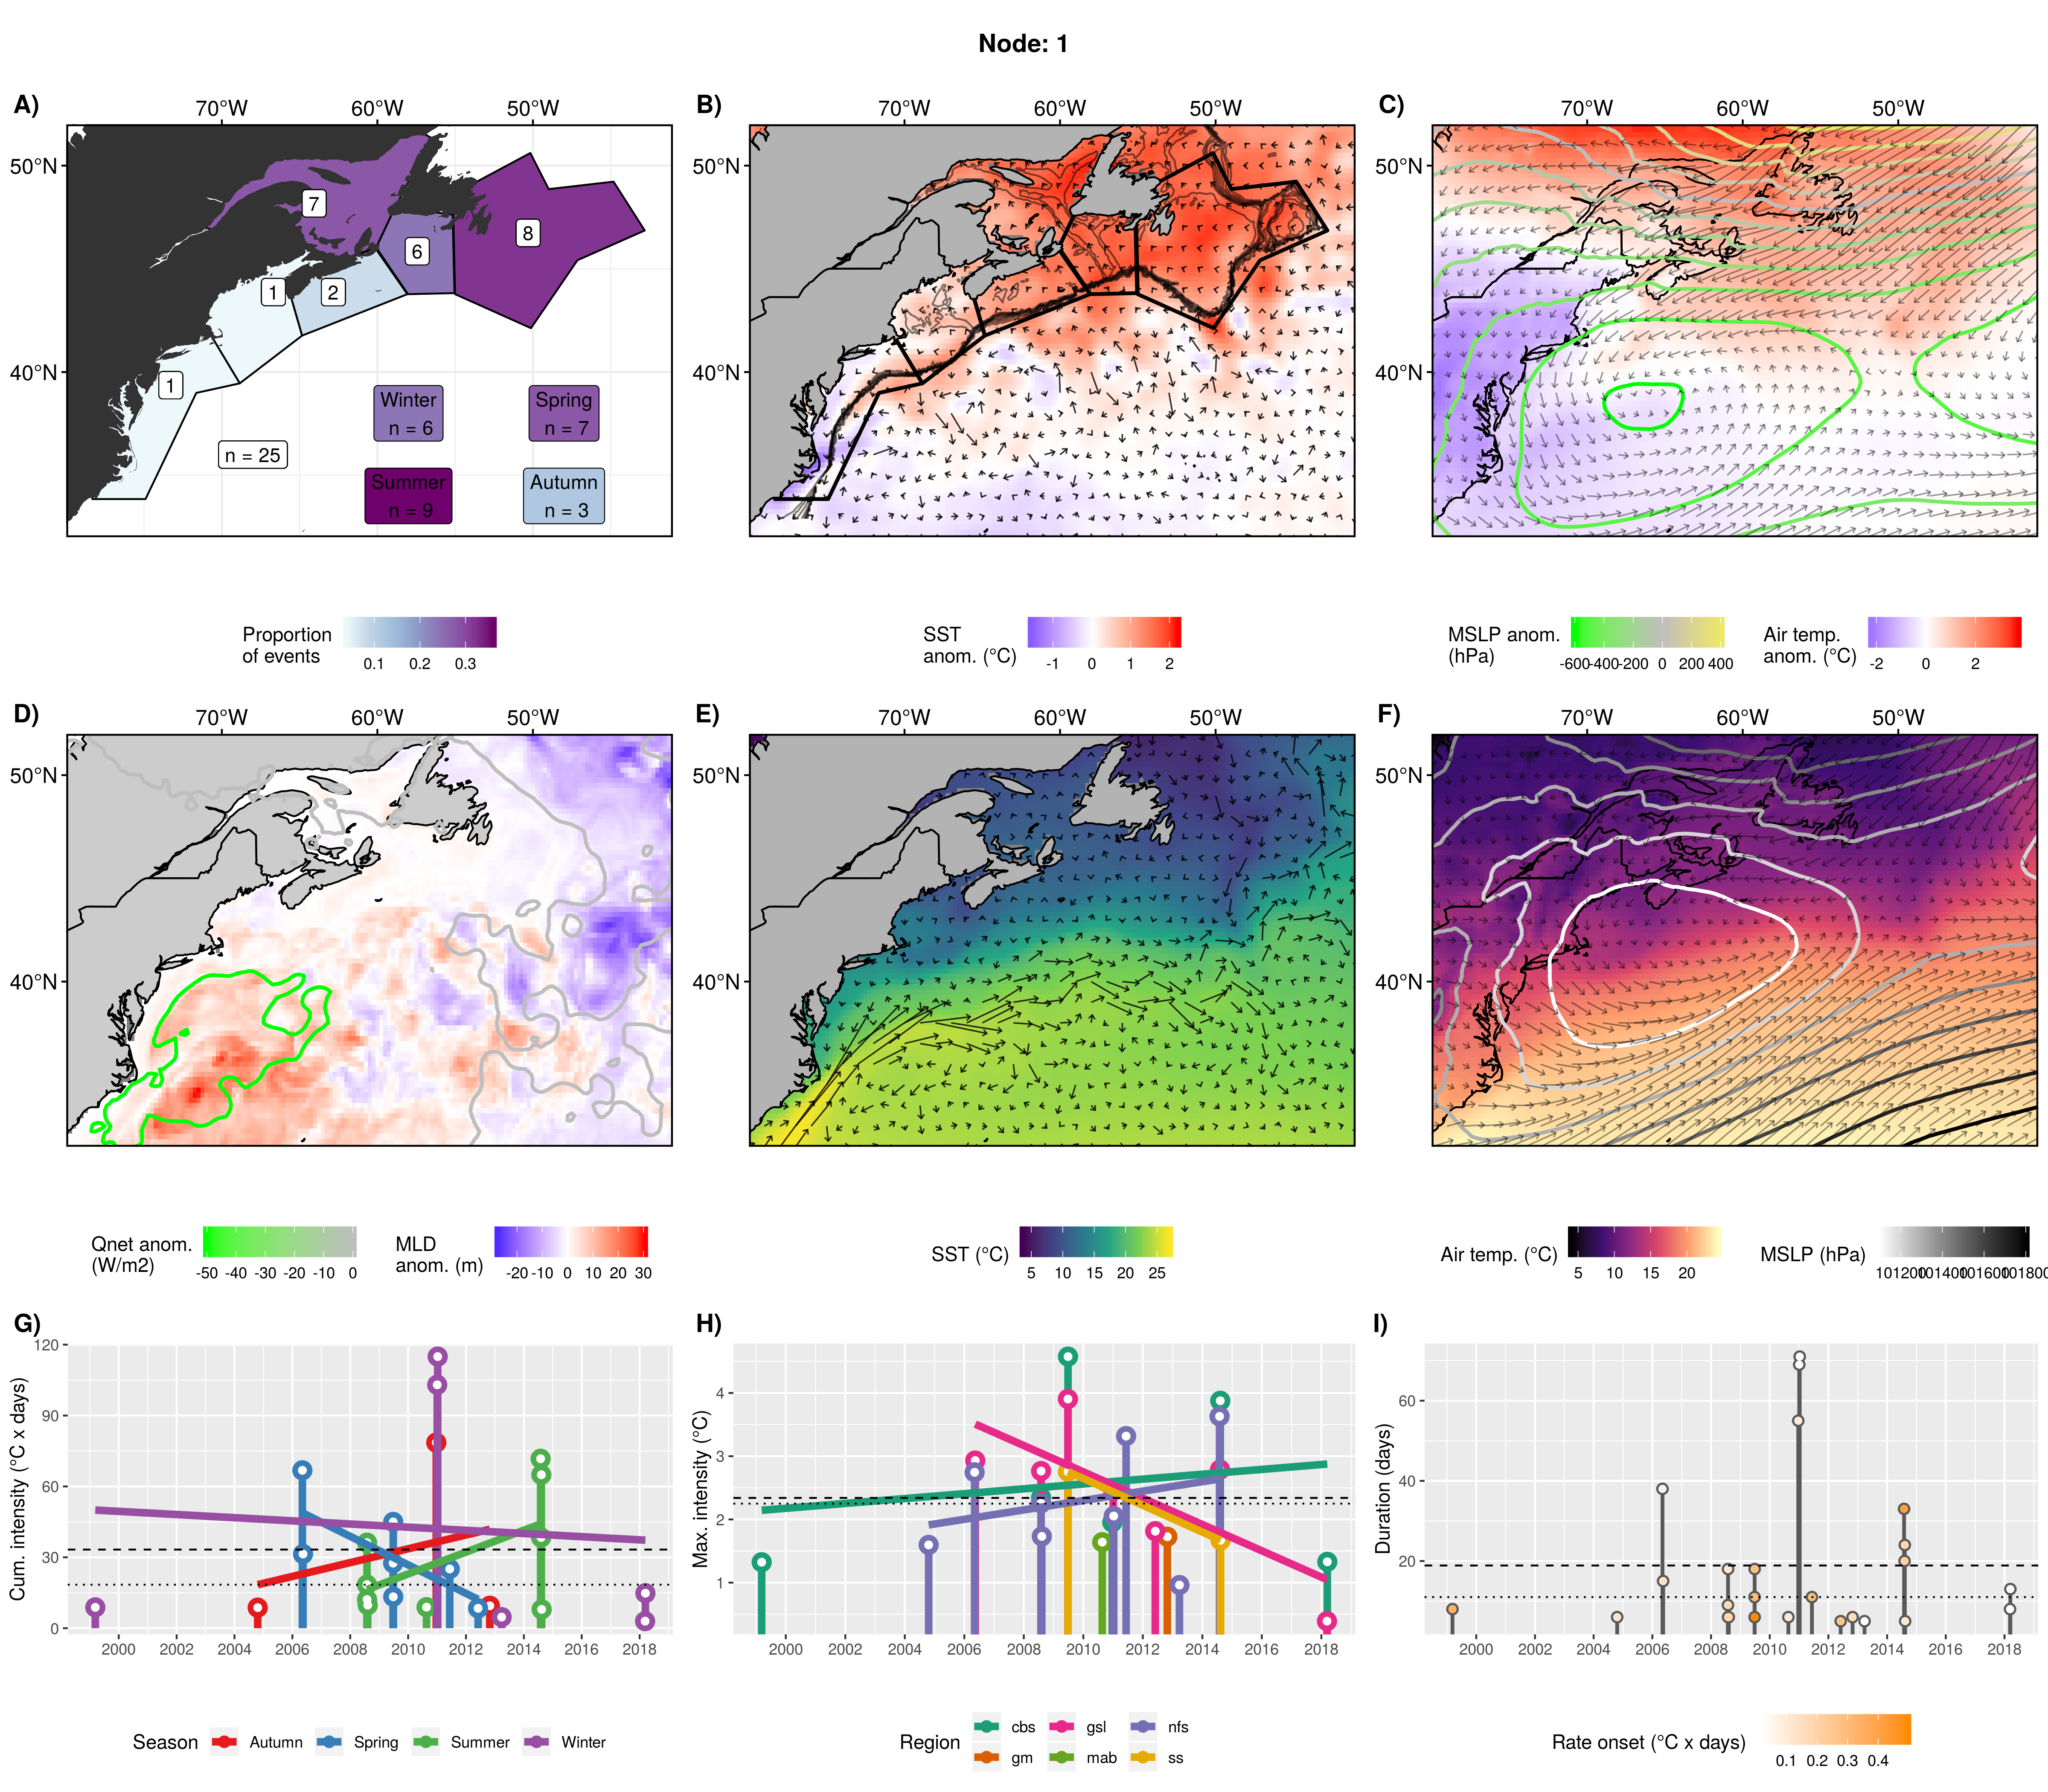 Node: 1
A)
70°W 60°W 50°W
50°N
40°N
7
8
6
1
2
1
n = 25
Winter
n = 6
Spring
n = 7
Summer
n = 9
Autumn
n = 3
Proportion
of events
0.1 0.2 0.3
B)
70°W 60°W 50°W
50°N
40°N
SST
anom. (°C)
-1 0 1 2
C)
70°W 60°W 50°W
50°N
40°N
MSLP anom.
(hPa)
-600 -400 -200 0 200 400
Air temp.
anom. (°C)
-2 0 2
D)
70°W 60°W 50°W
50°N
40°N
Qnet anom.
(W/m2)
-50 -40 -30 -20 -10 0
MLD
anom. (m)
-20 -10 0 10 20 30
E)
70°W 60°W 50°W
50°N
40°N
SST (°C)
5 10 15 20 25
F)
70°W 60°W 50°W
50°N
40°N
Air temp. (°C)
5 10 15 20
MSLP (hPa)
101200 101400 101600 101800
G)
Cum. intensity (°C x days)
120
90
60
30
0
2000 2002 2004 2006 2008 2010 2012 2014 2016 2018
Season
Autumn Spring Summer Winter
H)
Max. intensity (°C)
4
3
2
1
2000 2002 2004 2006 2008 2010 2012 2014 2016 2018
Region
cbs gsl nfs
gm mab ss
I)
Duration (days)
60
40
20
2000 2002 2004 2006 2008 2010 2012 2014 2016 2018
Rate onset (°C x days)
0.1 0.2 0.3 0.4